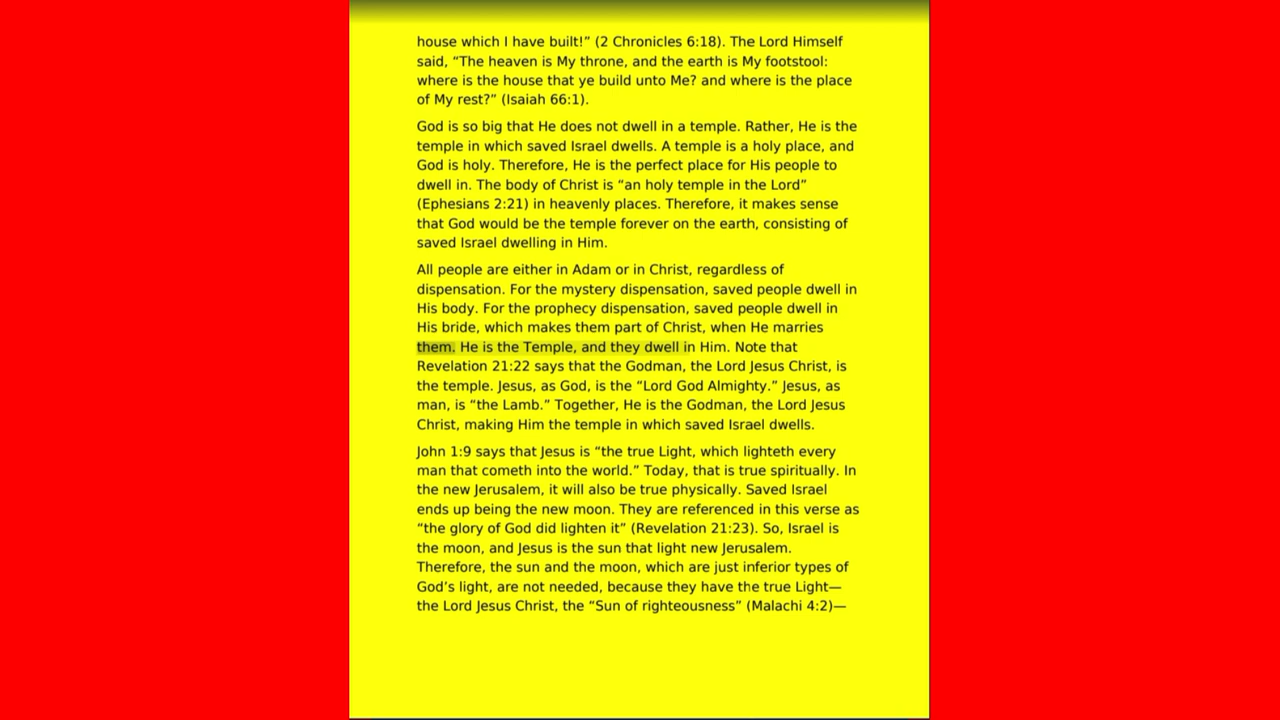 house which I have built!” (2 Chronicles 6:18). The Lord Himself
said, “The heaven is My throne, and the earth is My footstool:
where is the house that ye build unto Me? and where is the place
of My rest?” (Isaiah 66:1).
God is so big that He does not dwell in a temple. Rather, He is the
temple in which saved Israel dwells. A temple is a holy place, and
God is holy. Therefore, He is the perfect place for His people to
dwell in. The body of Christ is “an holy temple in the Lord”
(Ephesians 2:21) in heavenly places. Therefore, it makes sense
that God would be the temple forever on the earth, consisting of
saved Israel dwelling in Him.
All people are either in Adam or in Christ, regardless of
dispensation. For the mystery dispensation, saved people dwell in
His body. For the prophecy dispensation, saved people dwell in
His bride, which makes them part of Christ, when He marries
them. He is the Temple, and they dwell in Him. Note that
Revelation 21:22 says that the Godman, the Lord Jesus Christ, is
the temple. Jesus, as God, is the “Lord God Almighty.” Jesus, as
man, is “the Lamb.” Together, He is the Godman, the Lord Jesus
Christ, making Him the temple in which saved Israel dwells.
John 1:9 says that Jesus is “the true Light, which lighteth every
man that cometh into the world.” Today, that is true spiritually. In
the new Jerusalem, it will also be true physically. Saved Israel
ends up being the new moon. They are referenced in this verse as
“the glory of God did lighten it” (Revelation 21:23). So, Israel is
the moon, and Jesus is the sun that light new Jerusalem.
Therefore, the sun and the moon, which are just inferior types of
God’s light, are not needed, because they have the true Light—
the Lord Jesus Christ, the “Sun of righteousness” (Malachi 4:2)—